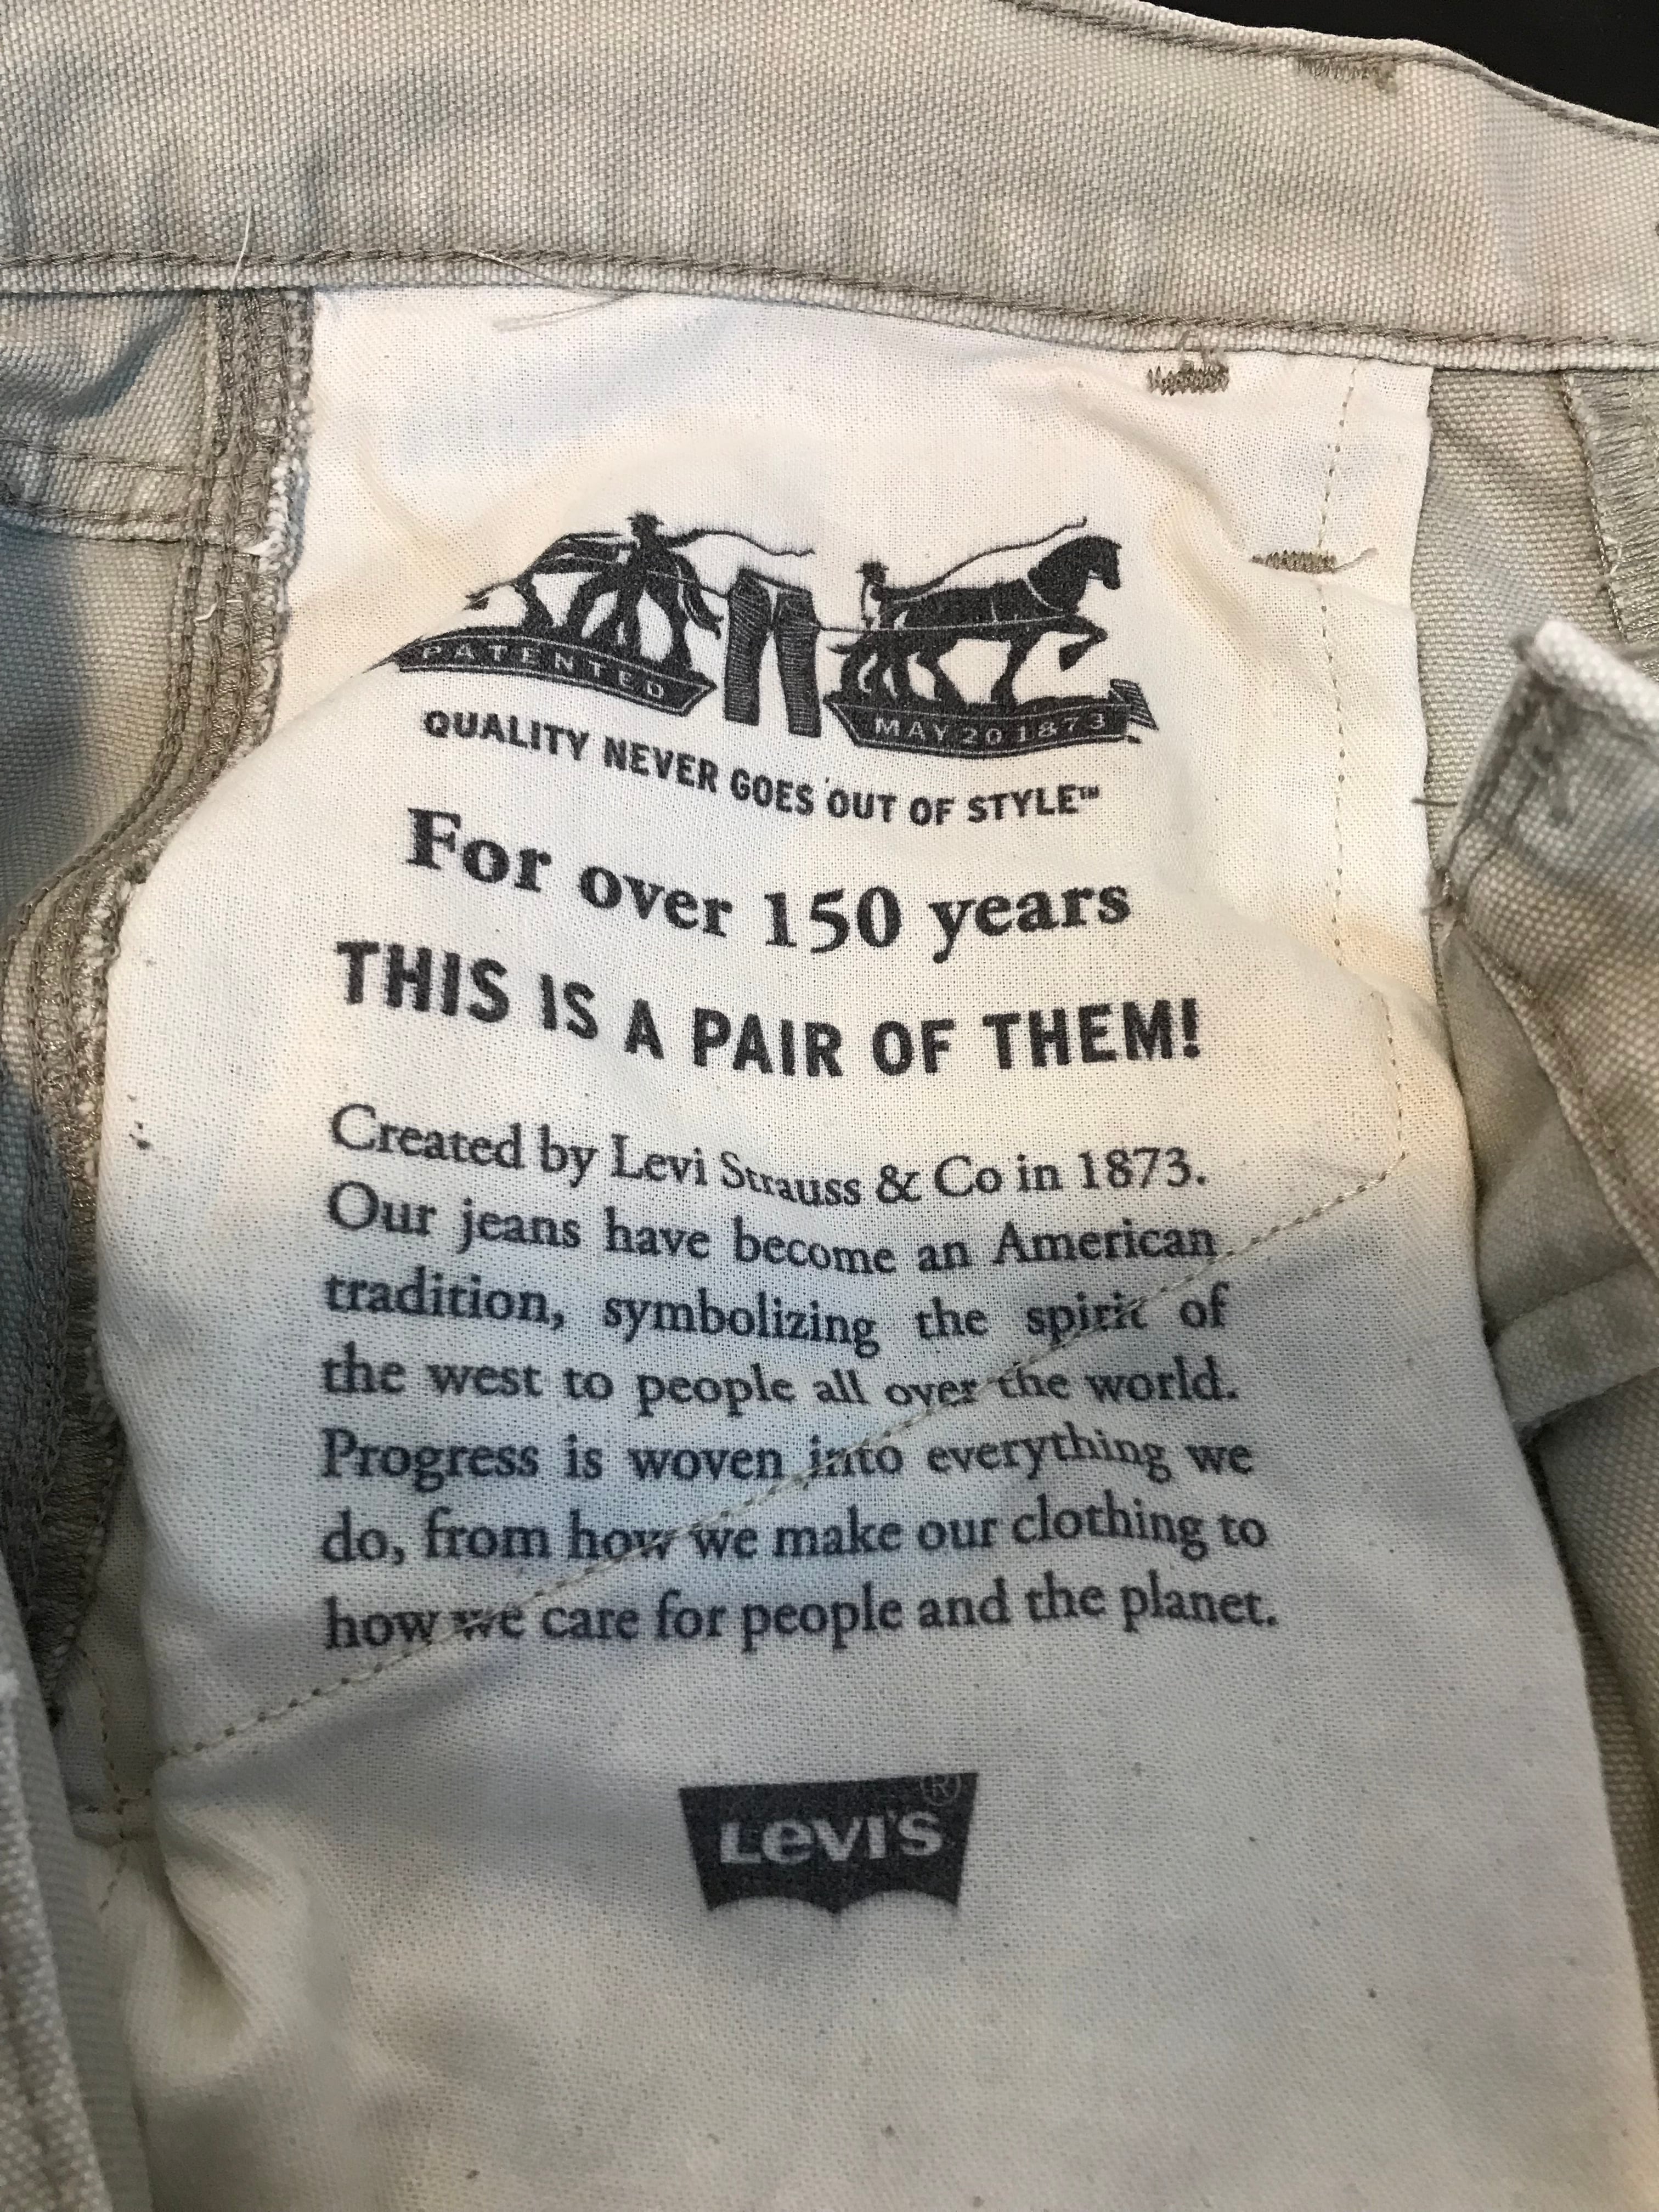 PATENTED
MAY 20 1873
QUALITY NEVER GOES OUT OF STYLE™
For over 150 years
THIS IS A PAIR OF THEM!
Created by Levi Strauss & Co in 1873.
Our jeans have become an American
tradition, symbolizing the spirit of
the west to people all over the world.
Progress is woven into everything we
do, from how we make our clothing to
how we care for people and the planet.
LEVI'S®